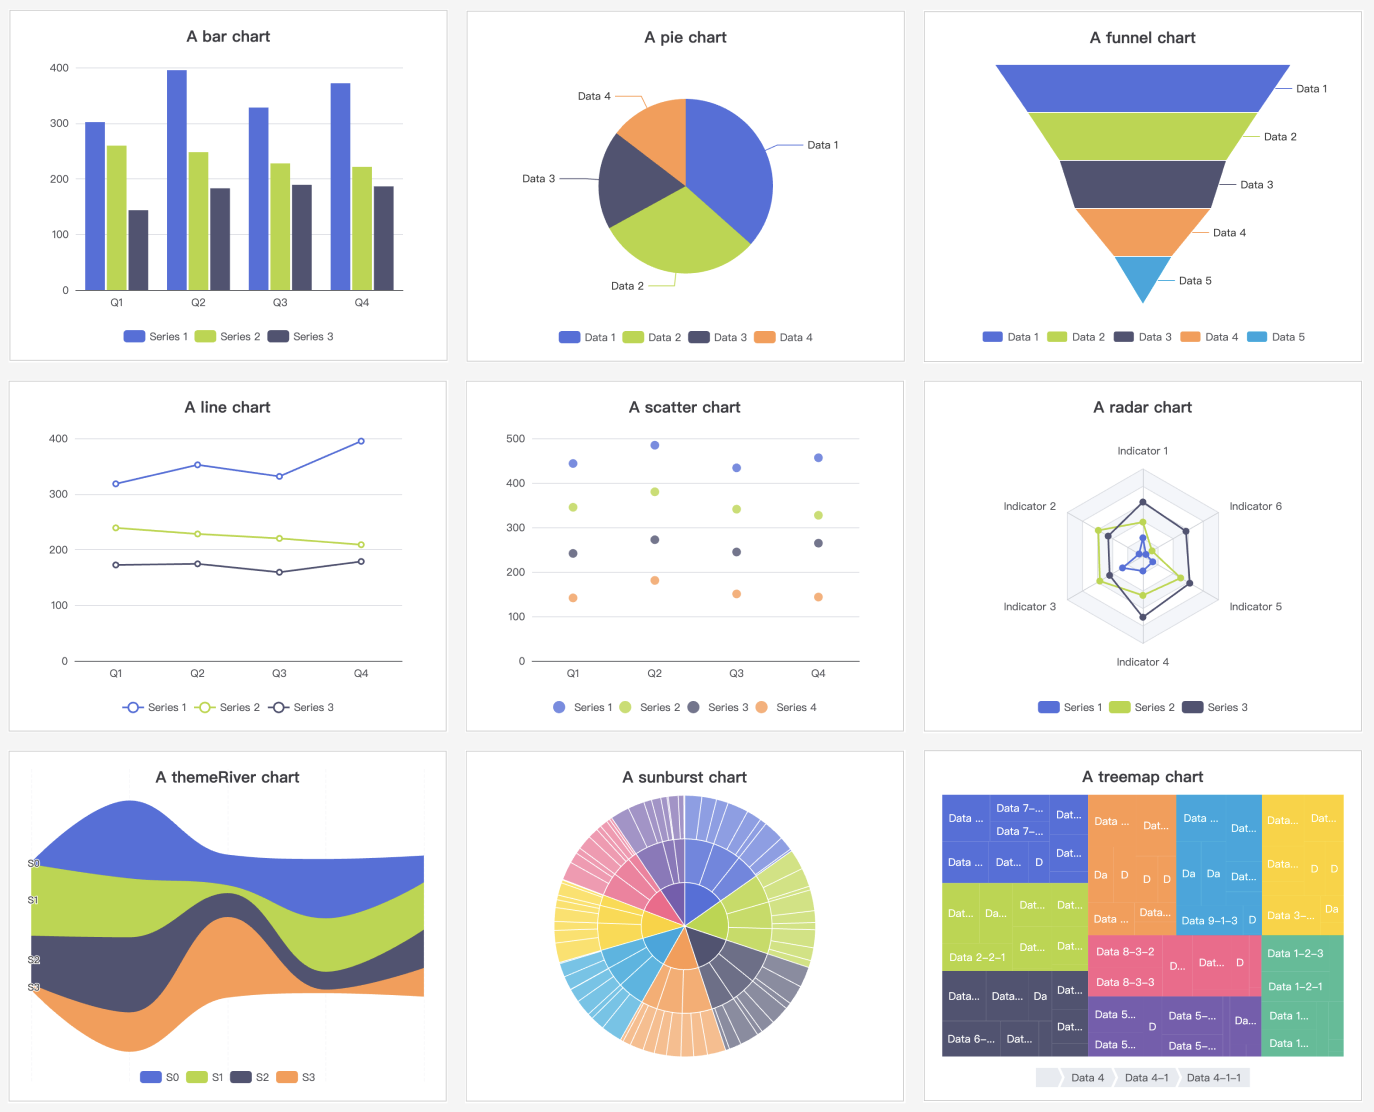 A bar chart
400
300
200
100
0
Q1 Q2 Q3 Q4
Series 1 Series 2 Series 3
A pie chart
Data 4
Data 1
Data 3
Data 2
Data 1 Data 2 Data 3 Data 4
A funnel chart
Data 1
Data 2
Data 3
Data 4
Data 5
Data 1 Data 2 Data 3 Data 4 Data 5
A line chart
400
300
200
100
0
Q1 Q2 Q3 Q4
Series 1 Series 2 Series 3
A scatter chart
500
400
300
200
100
0
Q1 Q2 Q3 Q4
Series 1 Series 2 Series 3 Series 4
A radar chart
Indicator 1
Indicator 2 Indicator 6
Indicator 3 Indicator 5
Indicator 4
Series 1 Series 2 Series 3
A themeRiver chart
S0
S1
S2
S3
S0 S1 S2 S3
A sunburst chart
A treemap chart
Data ... Data 7-... Dat...
Data 7-...
Data ... Dat... D Dat...
Dat... Da... Dat... Dat...
Data 2-2-1 Dat... Dat...
Data... Data... Da Dat...
Data 6-... Dat... Dat...
Data ... Dat...
Da D D D
Data ... Data...
Data ... Dat...
Da Da Dat...
Data 9-1-3 D
Data... Dat...
Data... D D
Data 3-... Da
Data 8-3-2 D... Dat... D
Data 8-3-3
Data 5... D Data 5-... Da...
Data 5... Data 5-...
Data 1-2-3
Data 1-2-1
Data 1...
Data 1...
Data 4 Data 4-1 Data 4-1-1